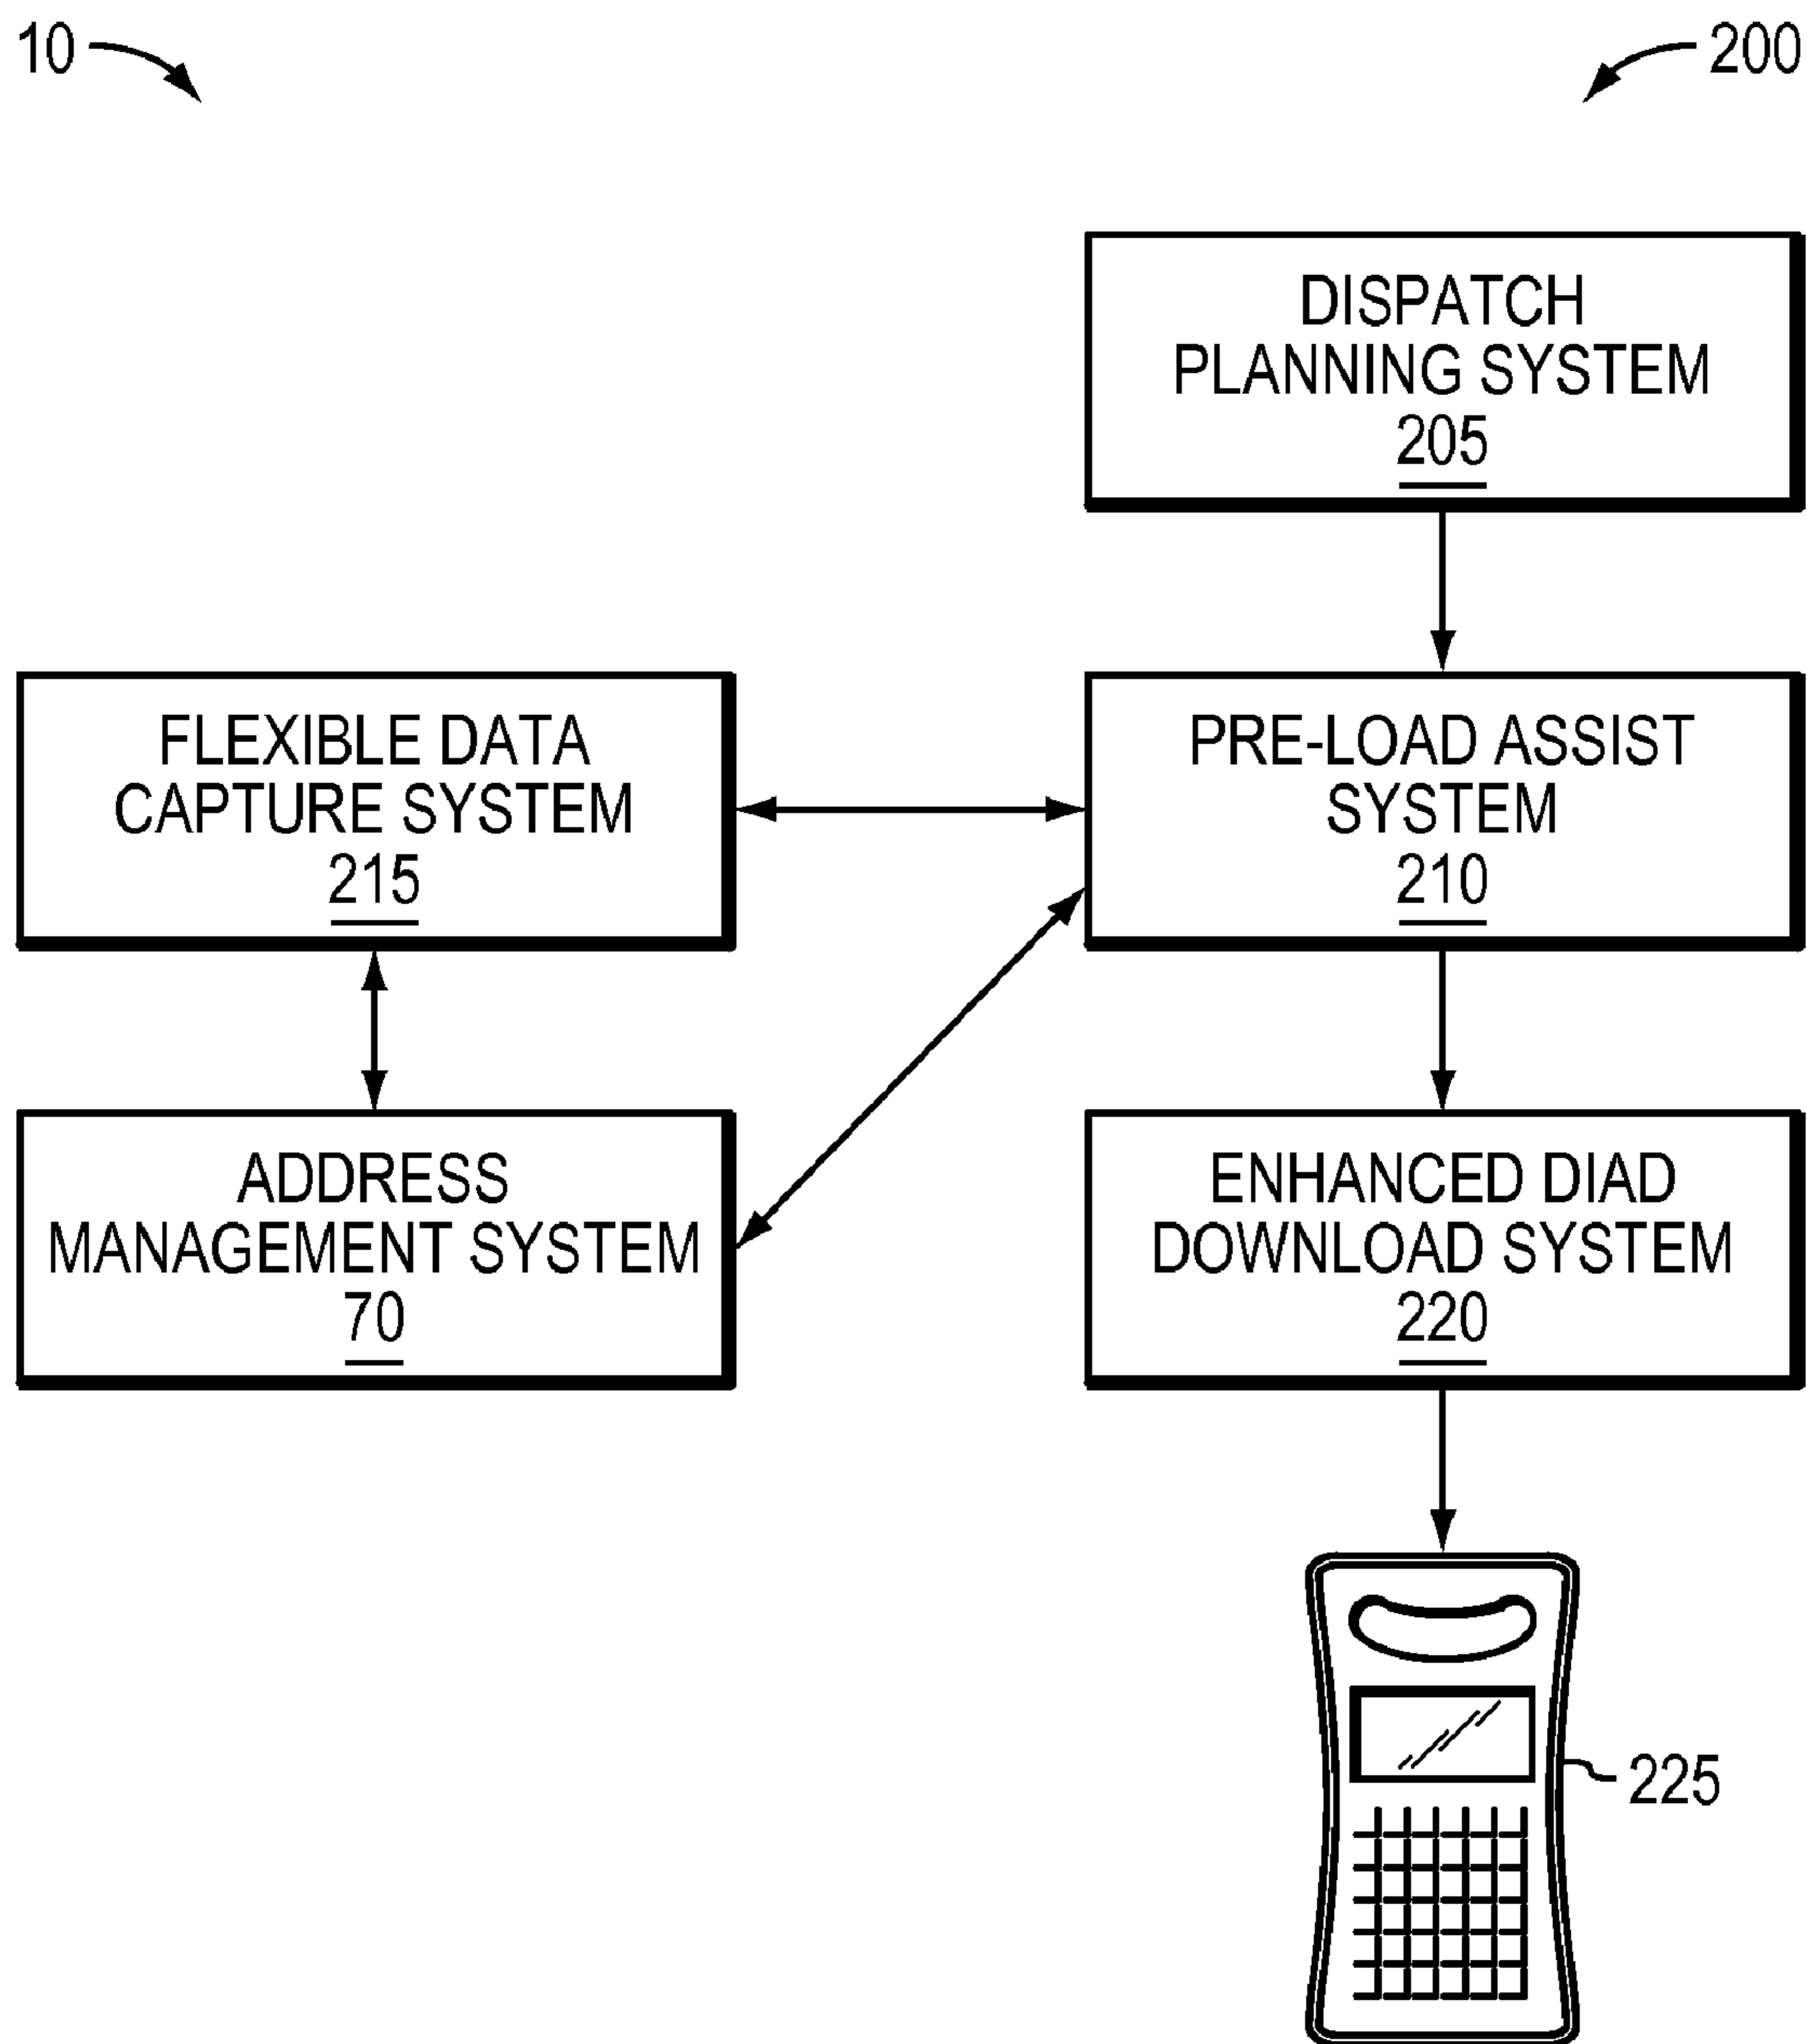 10
200
DISPATCH
PLANNING SYSTEM
205
FLEXIBLE DATA
CAPTURE SYSTEM
215
PRE-LOAD ASSIST
SYSTEM
210
ADDRESS
MANAGEMENT SYSTEM
70
ENHANCED DIAD
DOWNLOAD SYSTEM
220
225